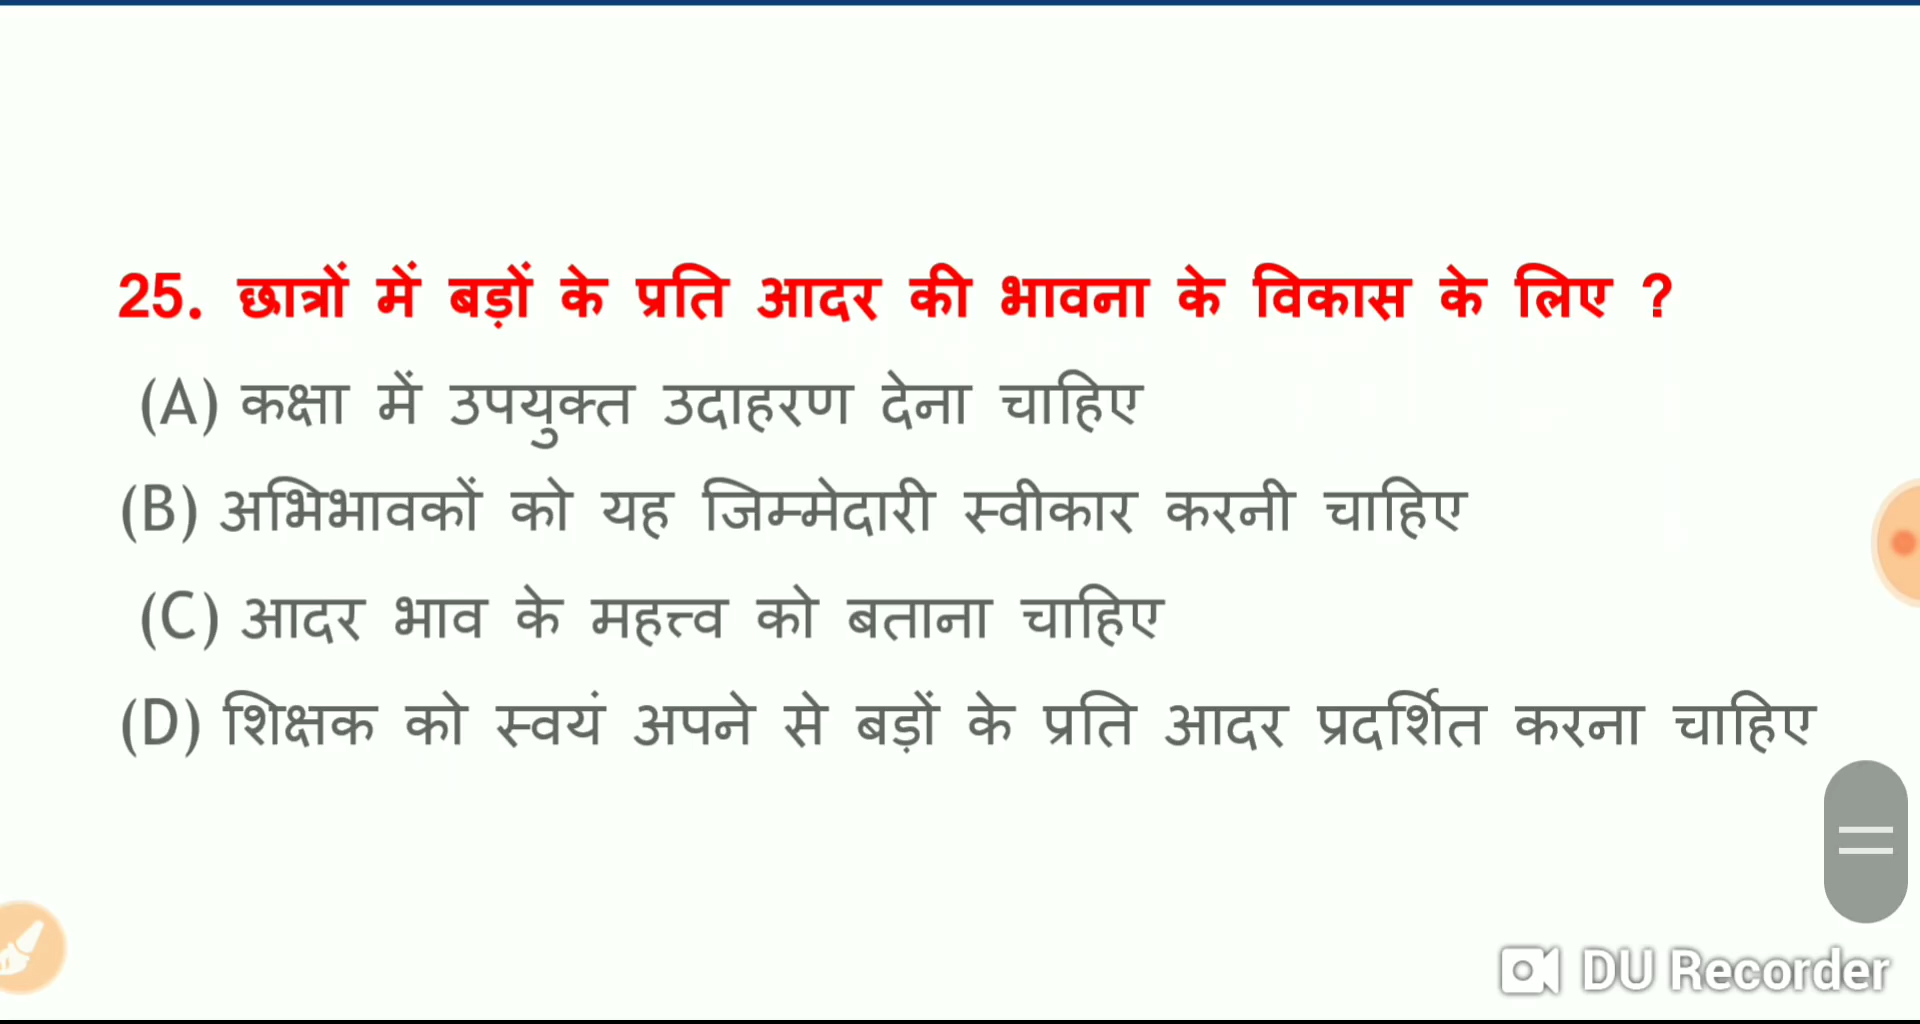 25. छात्रों में बड़ों के प्रति आदर की भावना के विकास के लिए ?
(A) कक्षा में उपयुक्त उदाहरण देना चाहिए
(B) अभिभावकों को यह जिम्मेदारी स्वीकार करनी चाहिए
(C) आदर भाव के महत्त्व को बताना चाहिए
(D) शिक्षक को स्वयं अपने से बड़ों के प्रति आदर प्रदर्शित करना चाहिए
DU Recorder